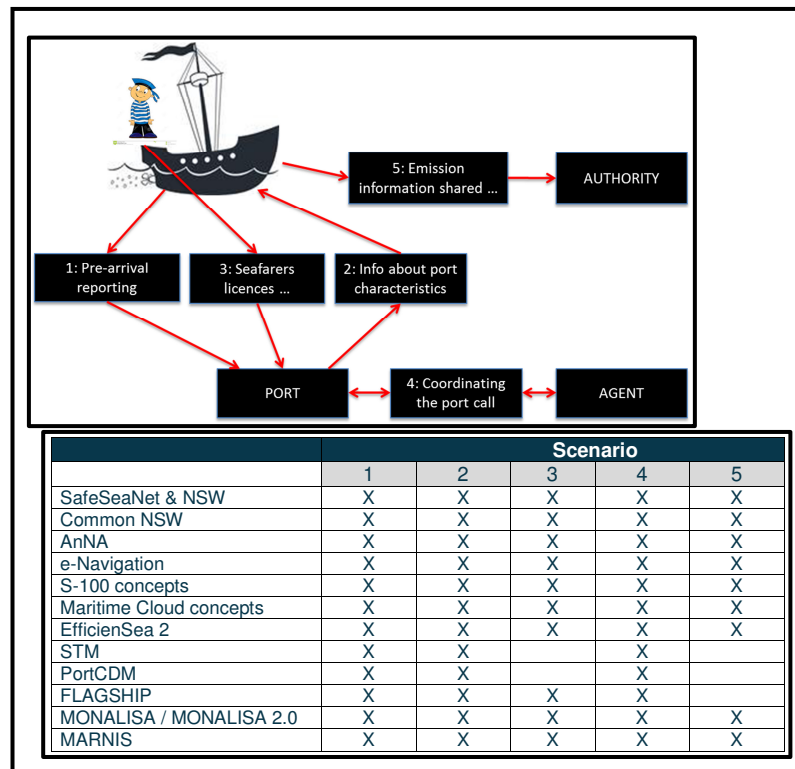 5: Emission
information shared …
AUTHORITY
1: Pre-arrival
reporting
3: Seafarers
licences …
2: Info about port
characteristics
PORT
4: Coordinating
the port call
AGENT
Scenario
1 2 3 4 5
SafeSeaNet & NSW X X X X X
Common NSW X X X X X
AnNA X X X X X
e-Navigation X X X X X
S-100 concepts X X X X X
Maritime Cloud concepts X X X X X
EfficienSea 2 X X X X X
STM X X X
PortCDM X X X
FLAGSHIP X X X X
MONALISA / MONALISA 2.0 X X X X X
MARNIS X X X X X